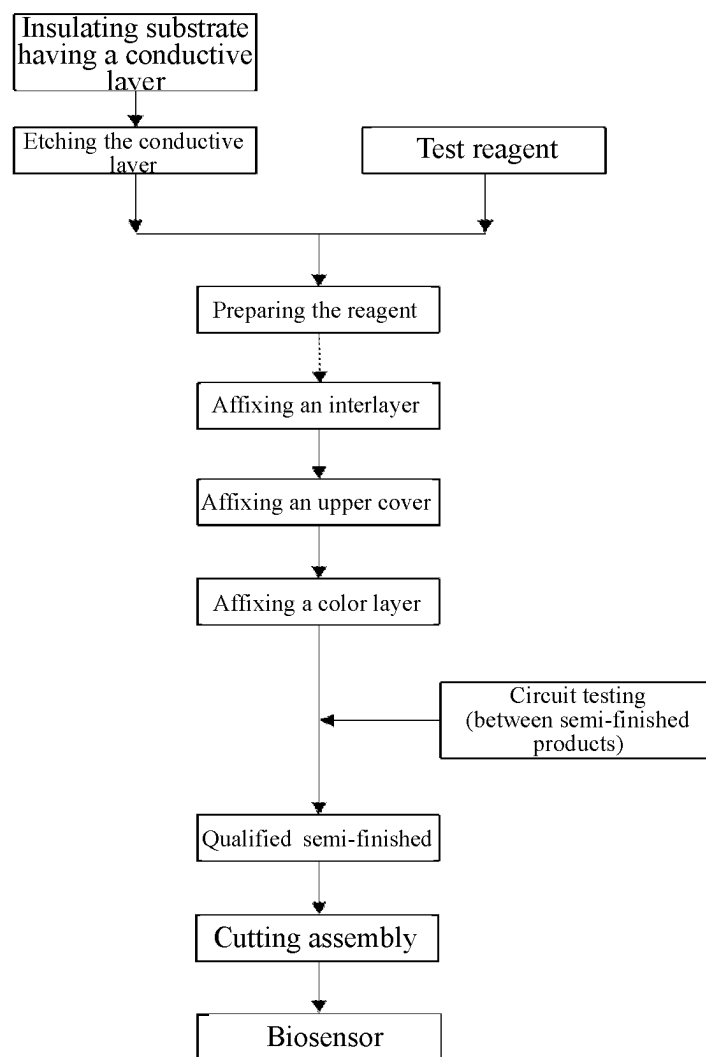 Insulating substrate
having a conductive
layer
Etching the conductive
layer
Test reagent
Preparing the reagent
Affixing an interlayer
Affixing an upper cover
Affixing a color layer
Circuit testing
(between semi-finished
products)
Qualified semi-finished
Cutting assembly
Biosensor